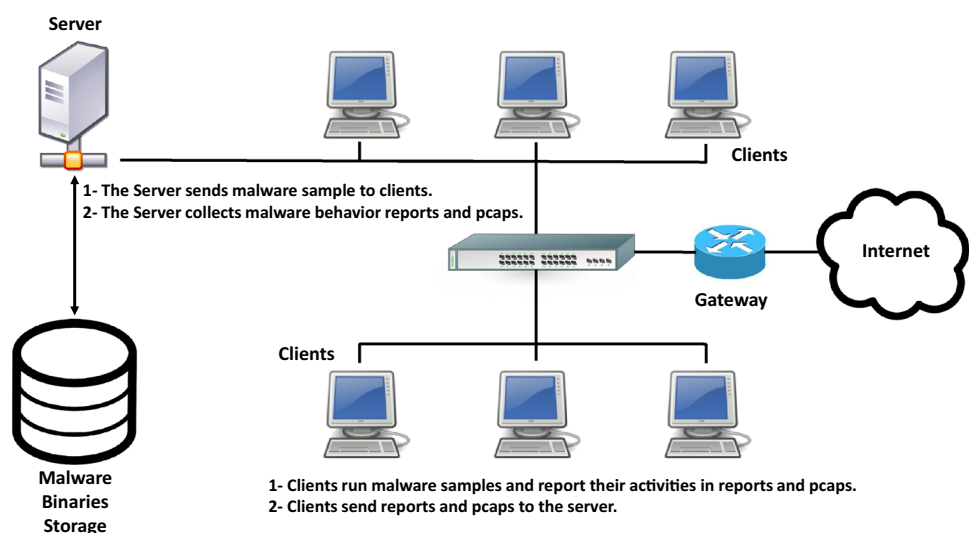 Server
Clients
1- The Server sends malware sample to clients.
2- The Server collects malware behavior reports and pcaps.
Internet
Gateway
Clients
Malware
Binaries
Storage
1- Clients run malware samples and report their activities in reports and pcaps.
2- Clients send reports and pcaps to the server.